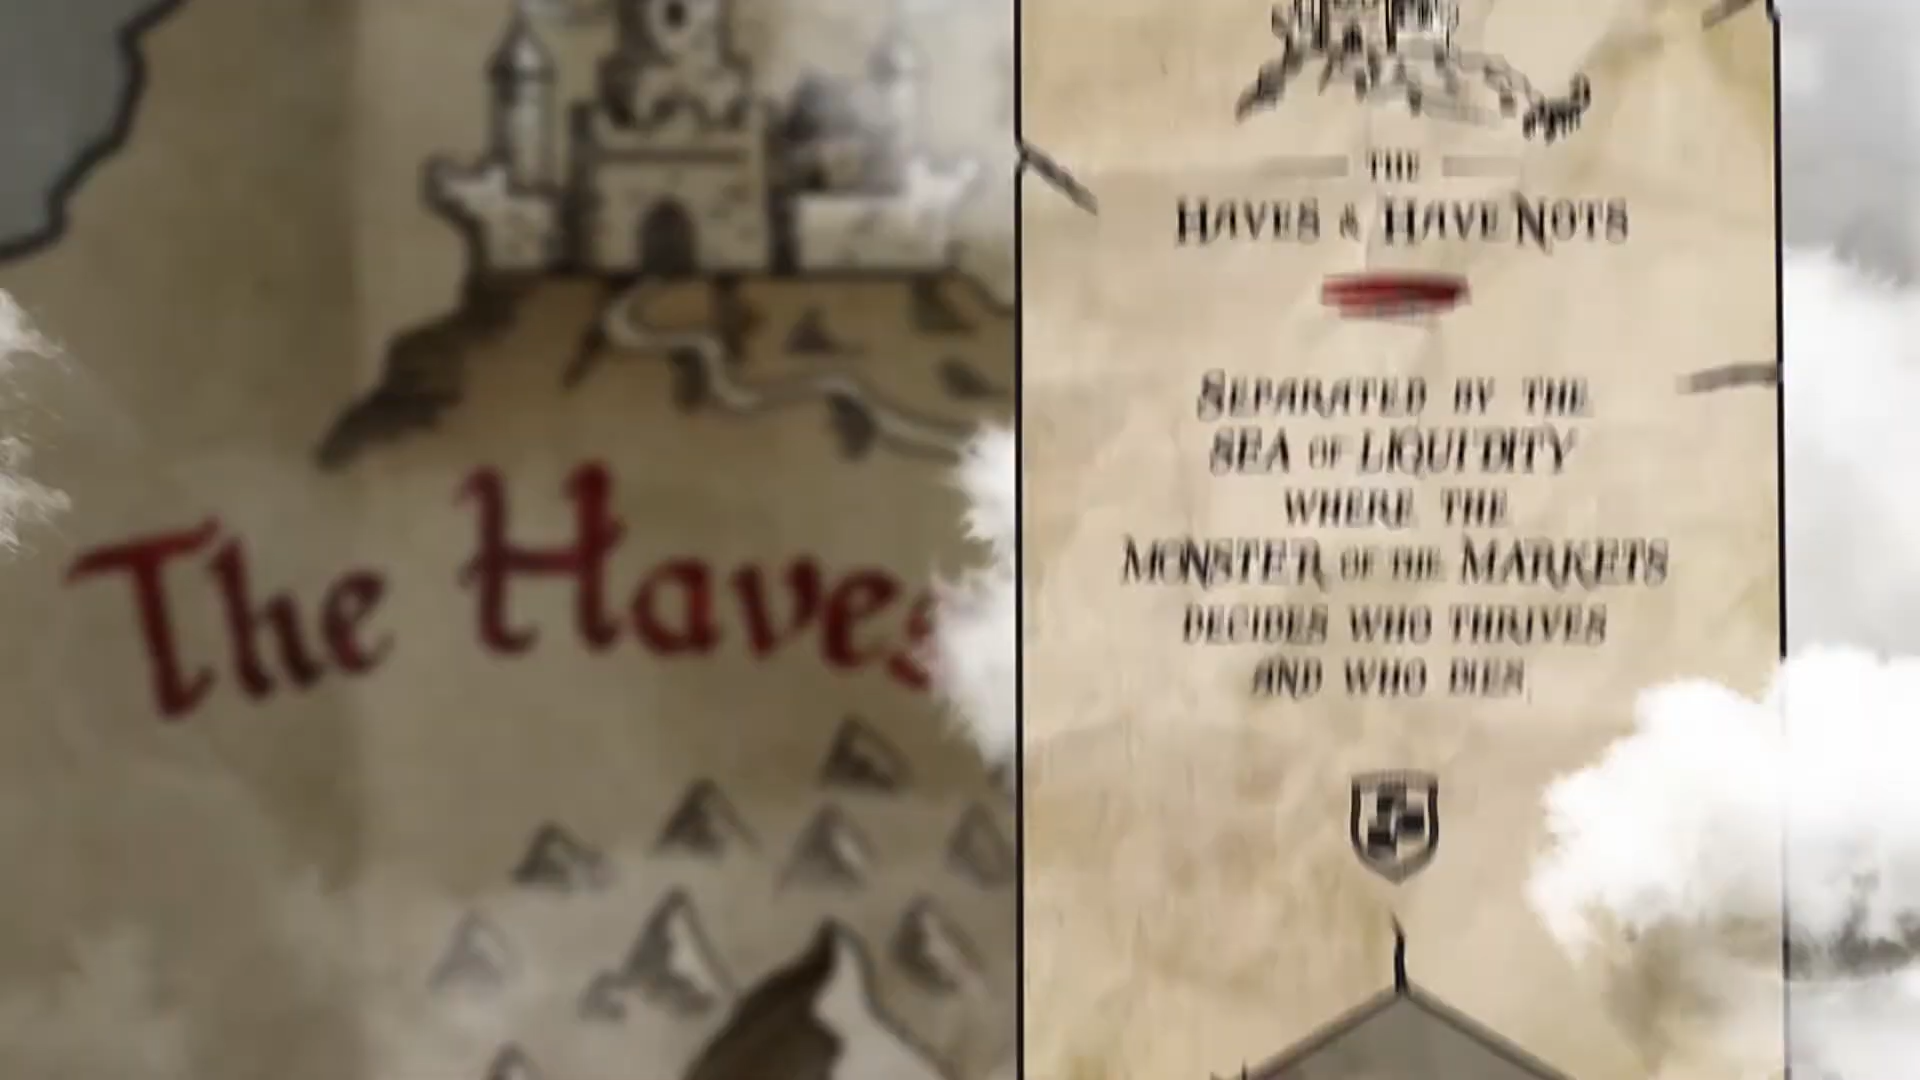 The Haves
THE
HAVES & HAVE NOTS
SEPARATED BY THE
SEA OF LIQUIDITY
WHERE THE
MONSTER OF THE MARKETS
DECIDES WHO THRIVES
AND WHO DIES